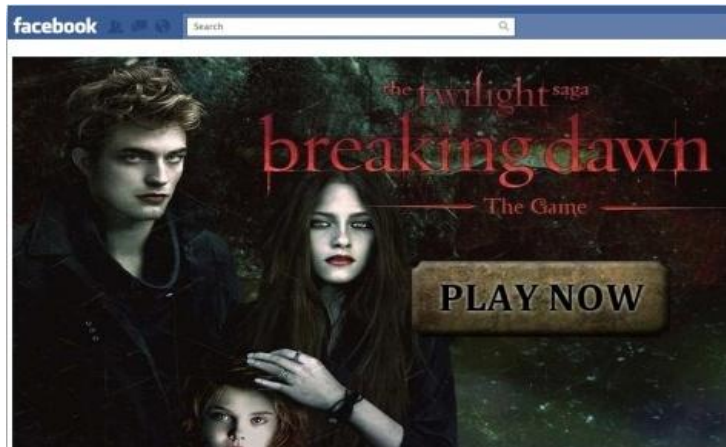 facebook Search
the twilight saga
breaking dawn
The Game
PLAY NOW